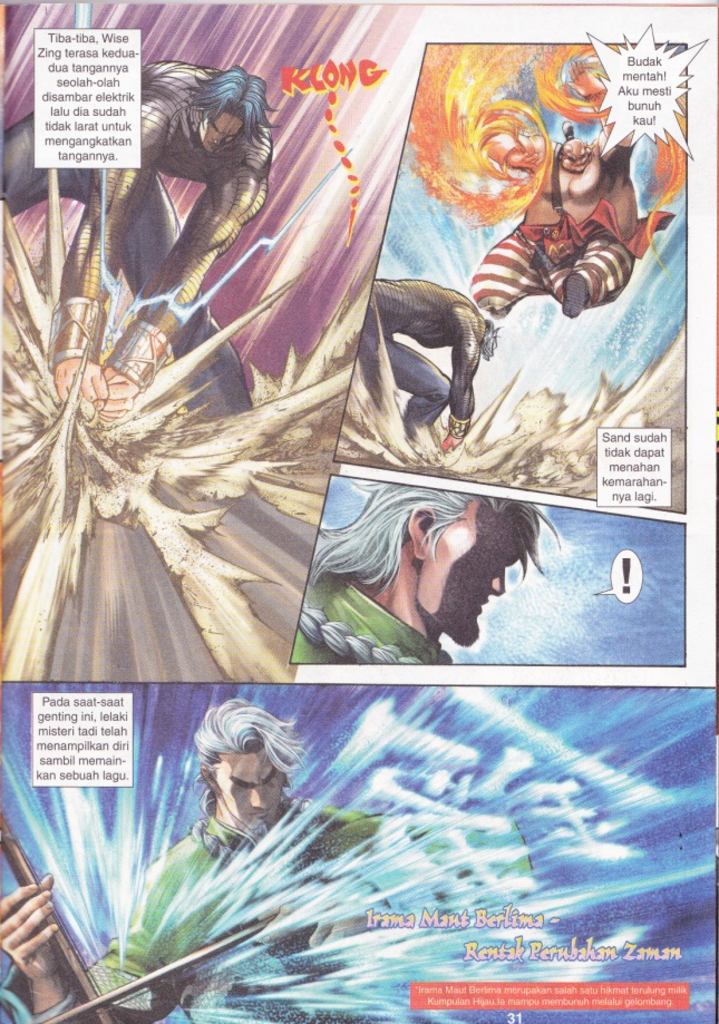 Tiba-tiba, Wise
Zing terasa kedua-
dua tangannya
seolah-olah
disambar elektrik
lalu dia sudah
tidak larat untuk
mengangkatkan
tangannya.
KLONG
Budak
mentah!
Aku mesti
bunuh
kau!
Sand sudah
tidak dapat
menahan
kemarahan-
nya lagi.
!
Pada saat-saat
genting ini, lelaki
misteri tadi telah
menampilkan diri
sambil memain-
kan sebuah lagu.
Irama Maut Berlima -
Rentak Perubahan Zaman
*Irama Maut Berlima merupakan salah satu hikmat terulung milik
Kumpulan Hijau.Ia mampu membunuh melalui gelombang.
31